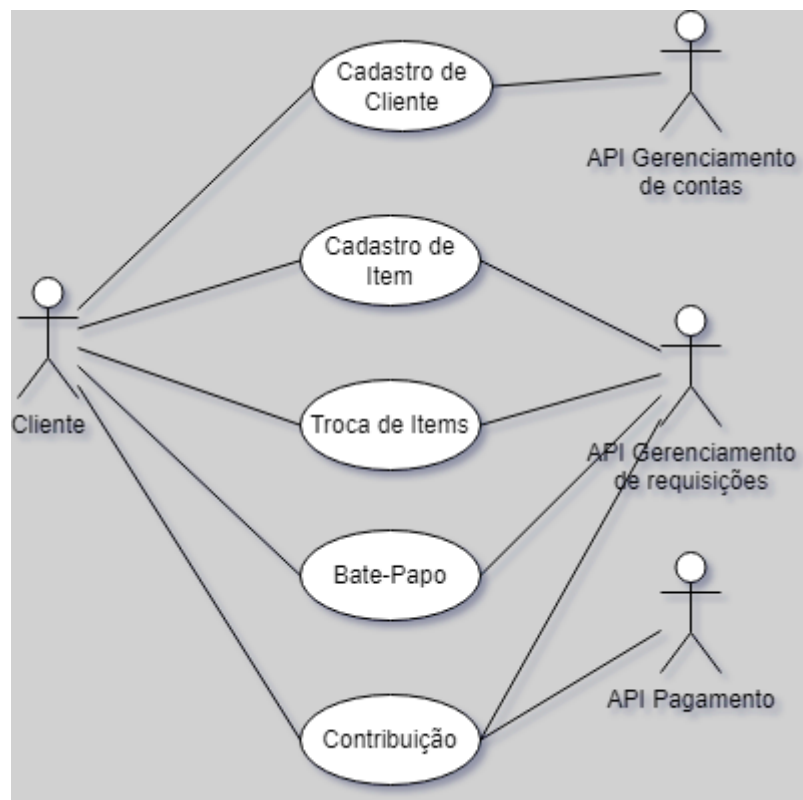 Cadastro de
Cliente
API Gerenciamento
de contas
Cadastro de
Item
Cliente
Troca de Items
API Gerenciamento
de requisições
Bate-Papo
API Pagamento
Contribuição